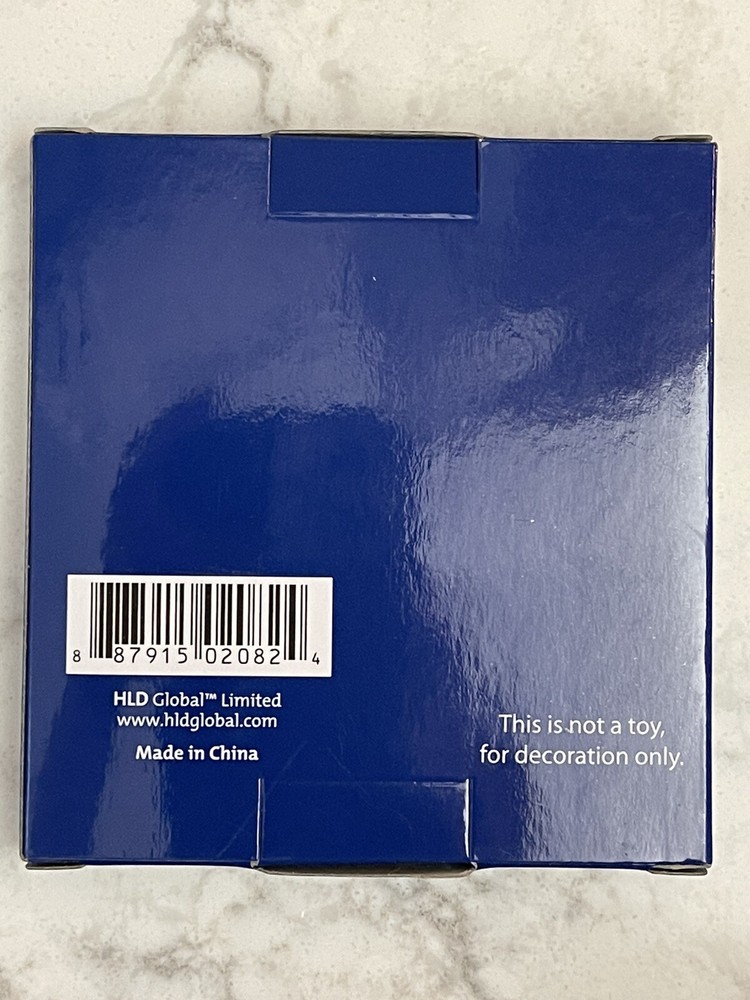 8 87915 02082 4
HLD Global™ Limited
www.hldglobal.com
Made in China
This is not a toy,
for decoration only.